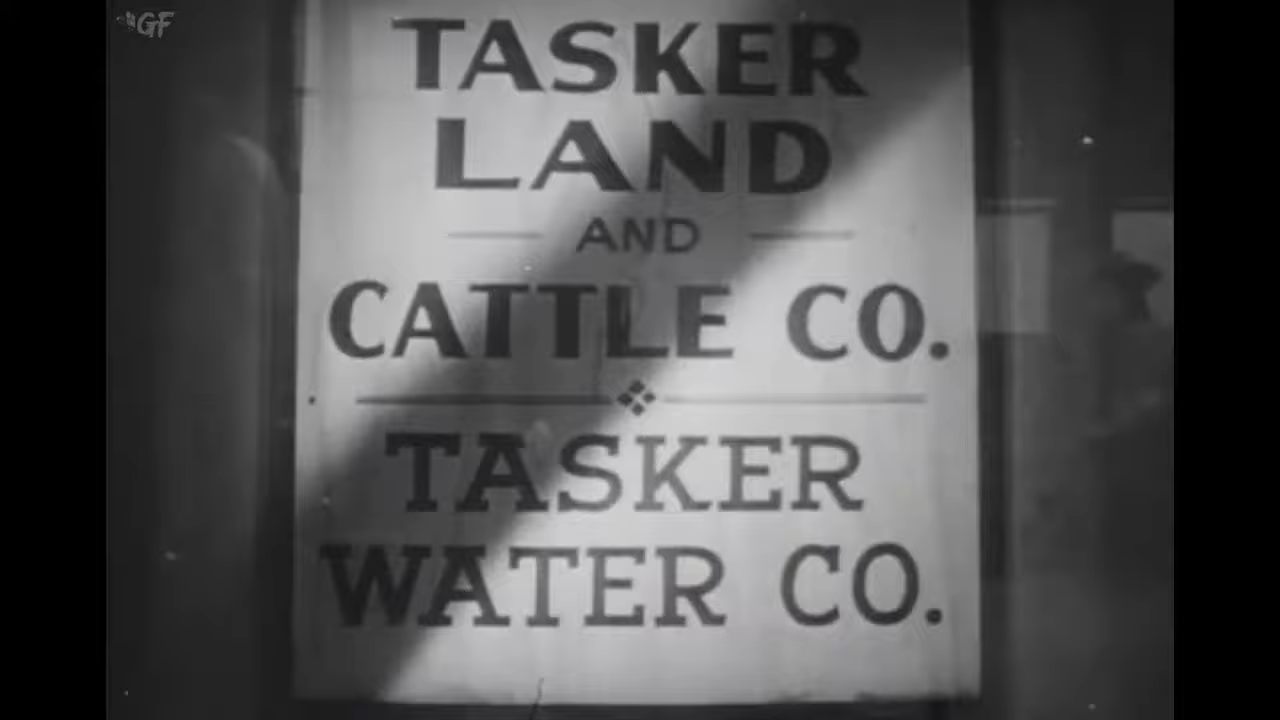 GF
TASKER
LAND
AND
CATTLE CO.
TASKER
WATER CO.